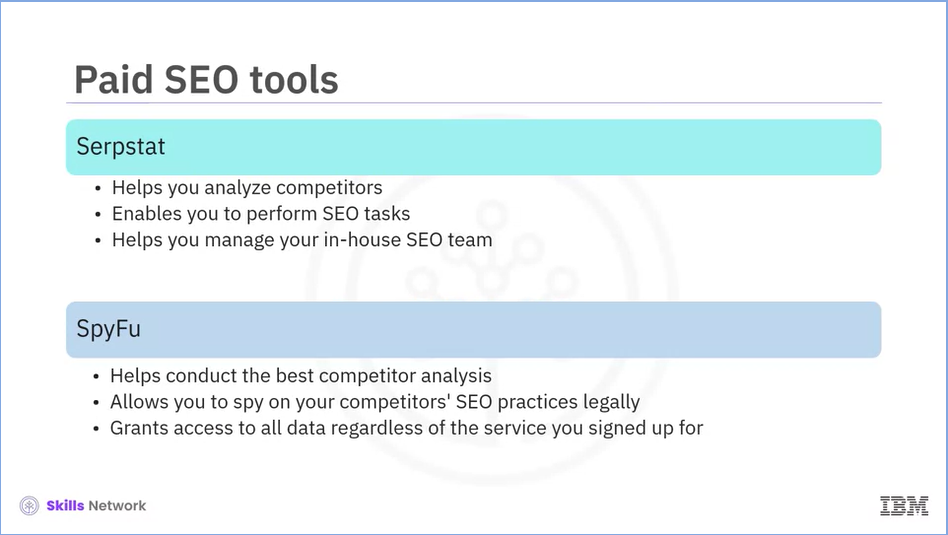 Paid SEO tools
Serpstat
• Helps you analyze competitors
• Enables you to perform SEO tasks
• Helps you manage your in-house SEO team
SpyFu
• Helps conduct the best competitor analysis
• Allows you to spy on your competitors' SEO practices legally
• Grants access to all data regardless of the service you signed up for
Skills Network
IBM